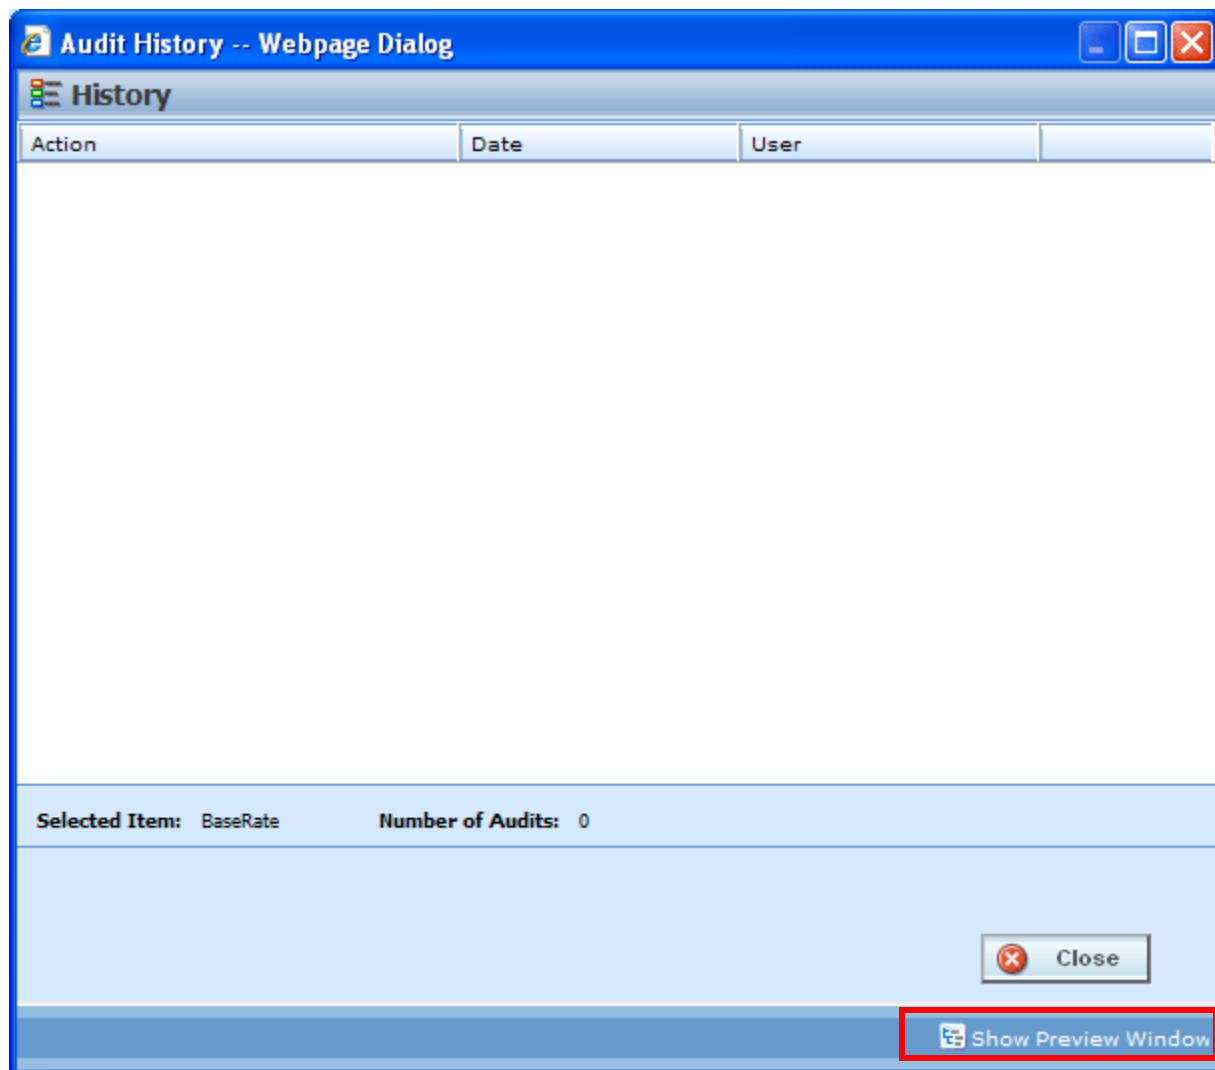 Audit History -- Webpage Dialog
History
Action Date User
Selected Item: BaseRate Number of Audits: 0
Close
Show Preview Window